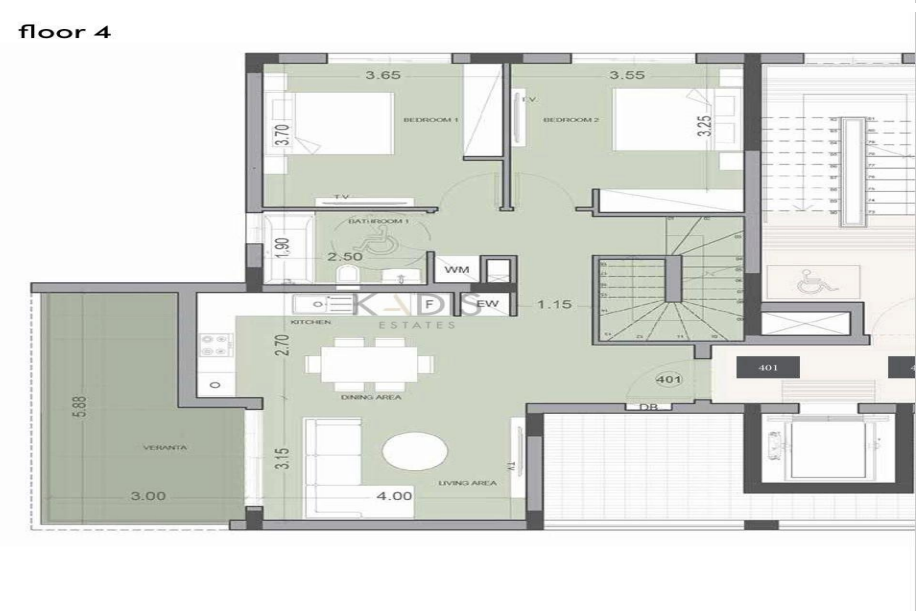 floor 4
3.65
3.55
T.V.
BEDROOM 1
BEDROOM 2
3.70
3.25
T.V.
BATHROOM 1
1.90
2.50
WM
KADIS
ESTATES
F
EW
1.15
KITCHEN
2.70
401
401
DINING AREA
DB
5.88
VERANTA
3.15
LIVING AREA
3.00
4.00